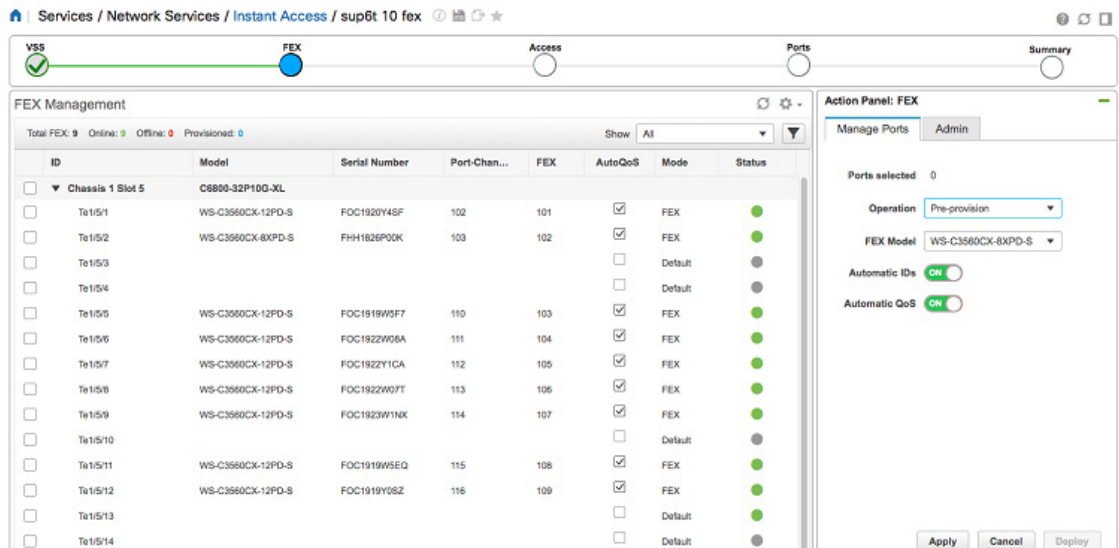 Services / Network Services / Instant Access / sup6t 10 fex
VSS FEX Access Ports Summary
FEX Management
Total FEX: 9 Online: 9 Offline: 0 Provisioned: 0 Show All
ID Model Serial Number Port-Chan... FEX AutoQoS Mode Status
Chassis 1 Slot 5 C6800-32P10G-XL
Te1/5/1 WS-C3560CX-12PD-S FOC1920Y4SF 102 101 FEX
Te1/5/2 WS-C3560CX-8XPD-S FHH1826P00K 103 102 FEX
Te1/5/3 Default
Te1/5/4 Default
Te1/5/5 WS-C3560CX-12PD-S FOC1919W5F7 110 103 FEX
Te1/5/6 WS-C3560CX-12PD-S FOC1922W08A 111 104 FEX
Te1/5/7 WS-C3560CX-12PD-S FOC1922Y1CA 112 105 FEX
Te1/5/8 WS-C3560CX-12PD-S FOC1922W07T 113 106 FEX
Te1/5/9 WS-C3560CX-12PD-S FOC1923W1NX 114 107 FEX
Te1/5/10 Default
Te1/5/11 WS-C3560CX-12PD-S FOC1919W5EQ 115 108 FEX
Te1/5/12 WS-C3560CX-12PD-S FOC1919Y0SZ 116 109 FEX
Te1/5/13 Default
Te1/5/14 Default
Action Panel: FEX
Manage Ports Admin
Ports selected 0
Operation Pre-provision
FEX Model WS-C3560CX-8XPD-S
Automatic IDs ON
Automatic QoS ON
Apply Cancel Deploy